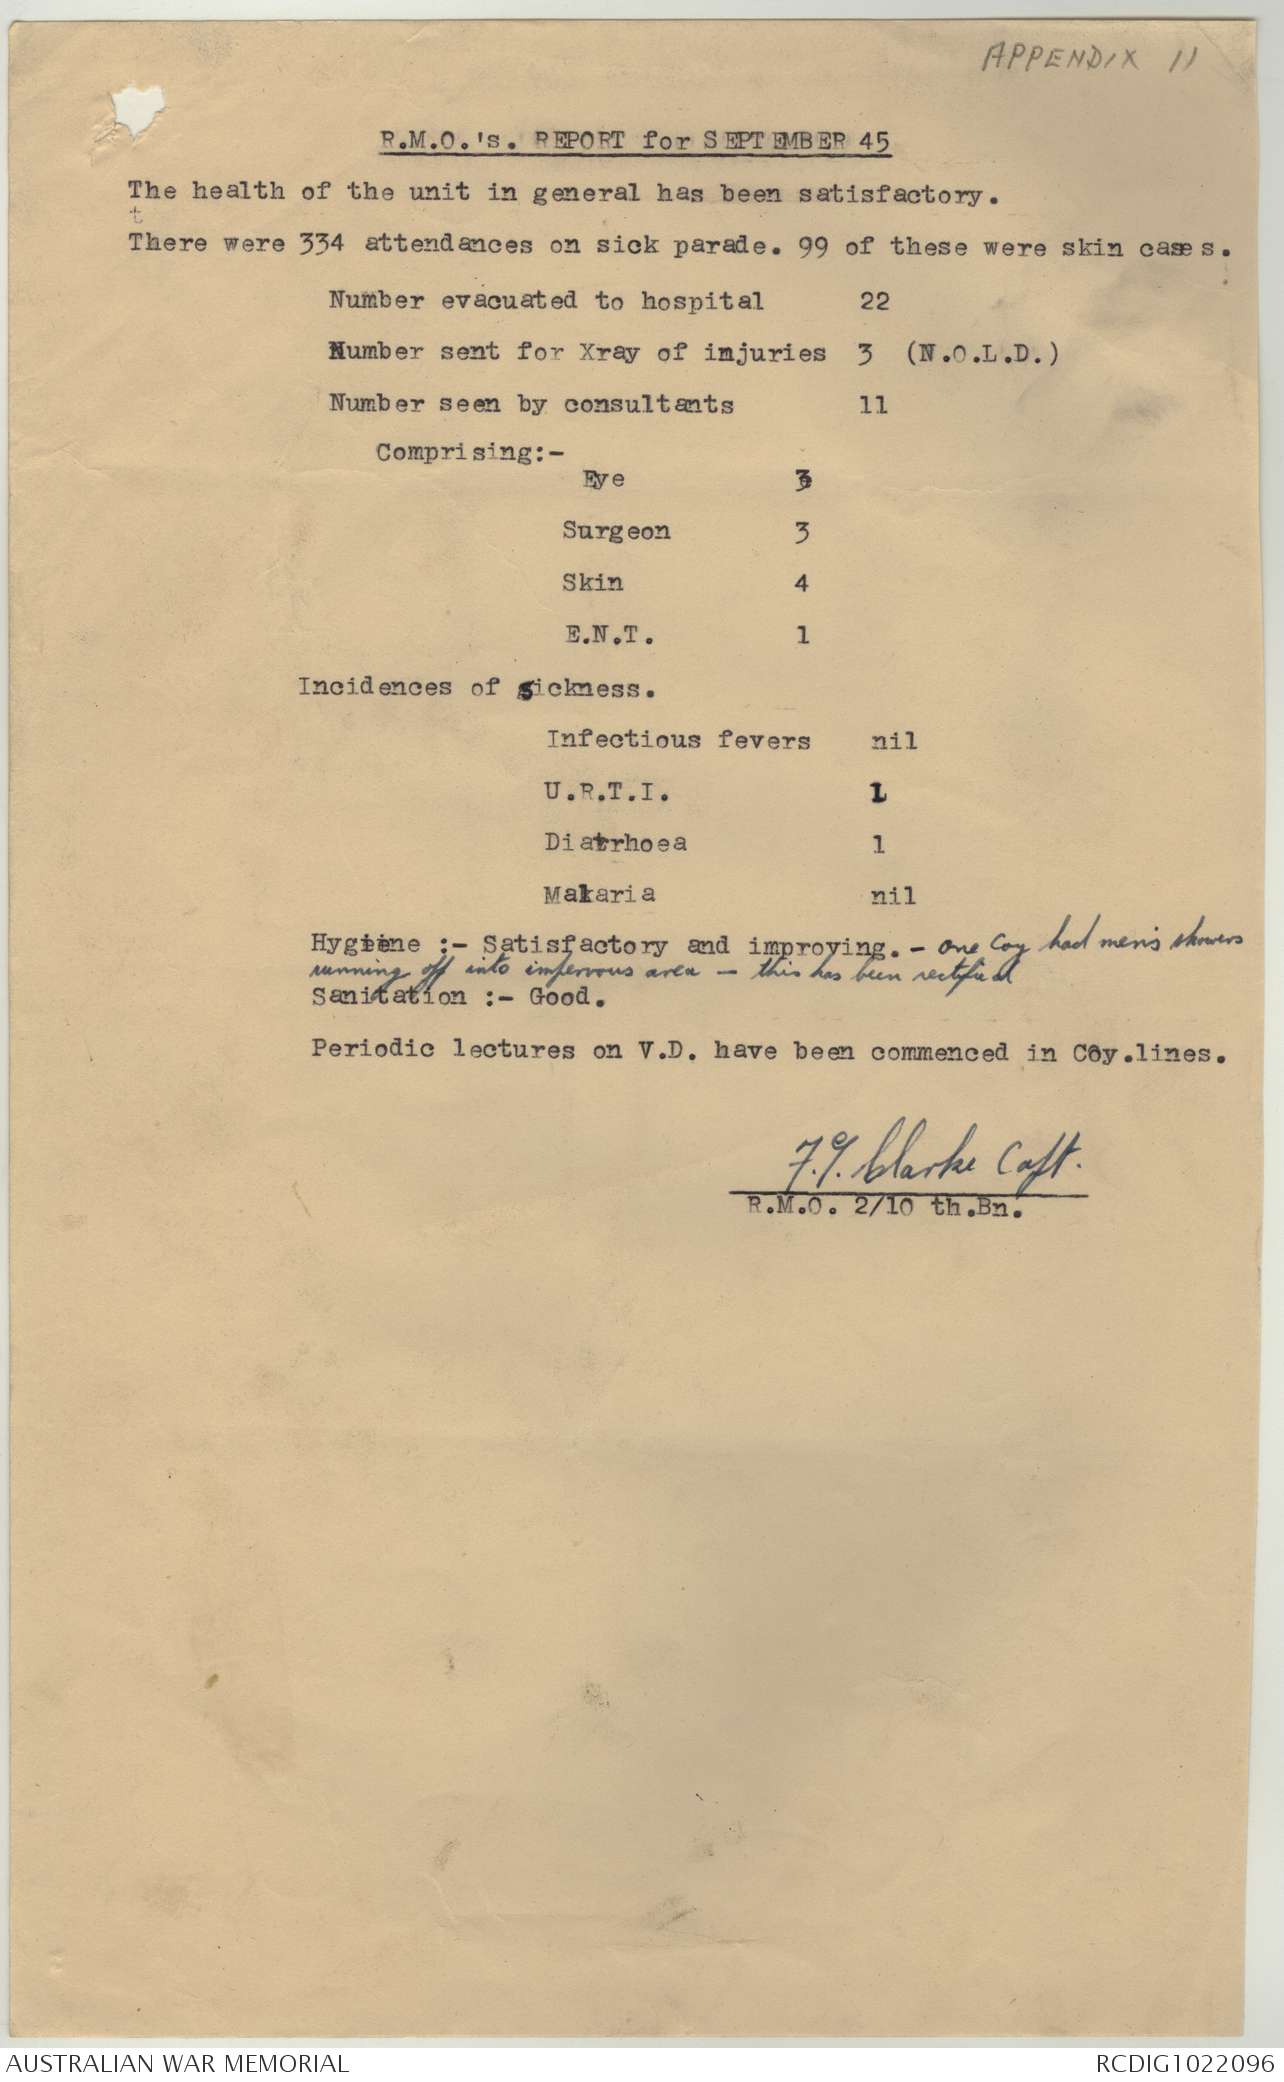 APPENDIX 11
R.M.O.'s. REPORT for SEPTEMBER 45
The health of the unit in general has been satisfactory.
t
There were 334 attendances on sick parade. 99 of these were skin cases.
Number evacuated to hospital 22
Number sent for Xray of injuries 3 (N.O.L.D.)
Number seen by consultants 11
Comprising:-
Eye 3
Surgeon 3
Skin 4
E.N.T. 1
Incidences of sickness.
Infectious fevers nil
U.R.T.I. 1
Diarrhoea 1
Malaria nil
Hygiene :- Satisfactory and improving. - one Coy had men's showers
running off into impervous area - this has been rectified
Sanitation :- Good.
Periodic lectures on V.D. have been commenced in Coy.lines.
Clarke Capt.
R.M.O. 2/10 th.Bn.
AUSTRALIAN WAR MEMORIAL RCDIG1022096